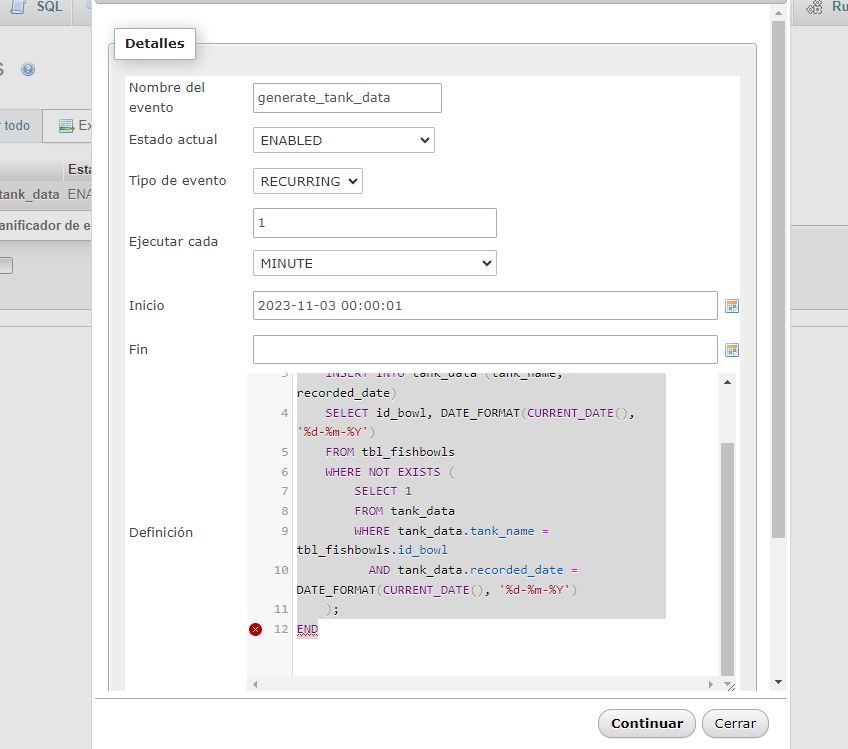 SQL
Ru
Detalles
Nombre del
evento
generate_tank_data
Estado actual
ENABLED
Tipo de evento
RECURRING
Ejecutar cada
1
MINUTE
Inicio
2023-11-03 00:00:01
Fin
Definición
3 INSERT INTO tank_data (tank_name,
recorded_date)
4 SELECT id_bowl, DATE_FORMAT(CURRENT_DATE(),
'%d-%m-%Y')
5 FROM tbl_fishbowls
6 WHERE NOT EXISTS (
7 SELECT 1
8 FROM tank_data
9 WHERE tank_data.tank_name =
tbl_fishbowls.id_bowl
10 AND tank_data.recorded_date =
DATE_FORMAT(CURRENT_DATE(), '%d-%m-%Y')
11 );
12 END
Continuar
Cerrar
todo
Ex
Esta
tank_data ENA
anificador de e